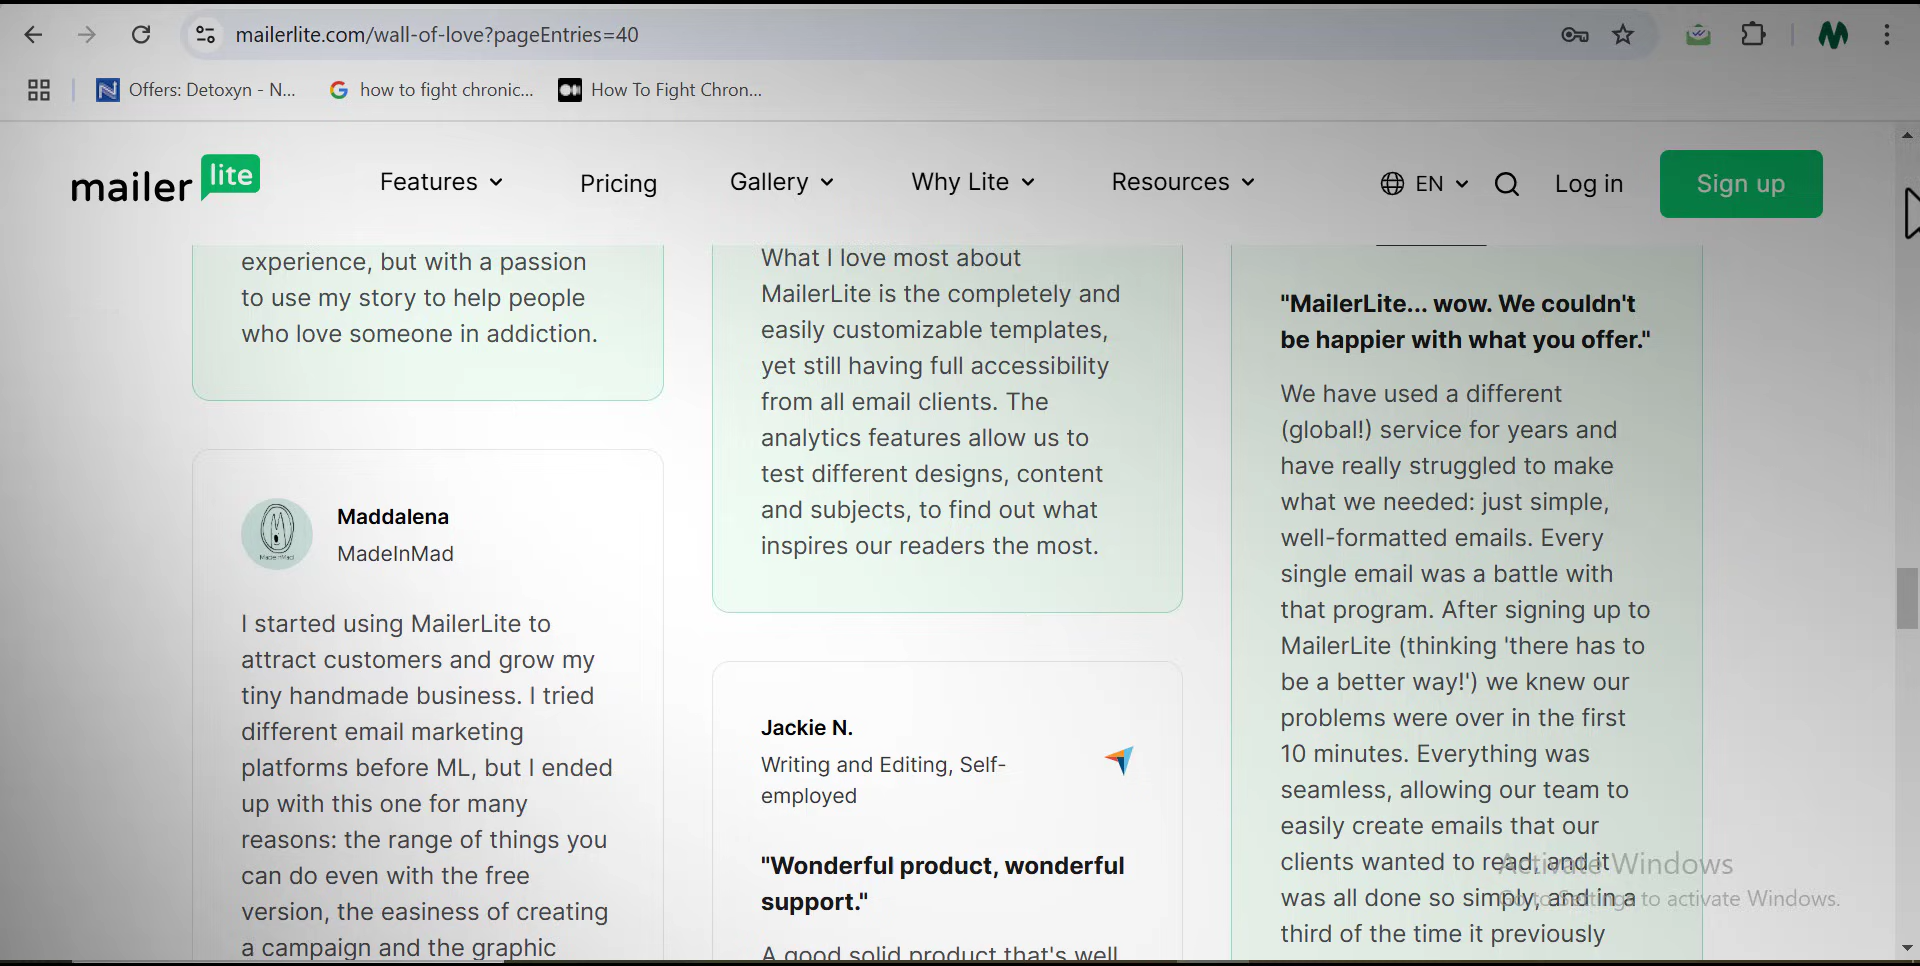 mailerlite.com/wall-of-love?pageEntries=40
Offers: Detoxyn - N...
how to fight chronic...
How To Fight Chron...
mailer lite
Features
Pricing
Gallery
Why Lite
Resources
EN
Log in
Sign up
experience, but with a passion
to use my story to help people
who love someone in addiction.
Maddalena
MadeInMad
I started using MailerLite to
attract customers and grow my
tiny handmade business. I tried
different email marketing
platforms before ML, but I ended
up with this one for many
reasons: the range of things you
can do even with the free
version, the easiness of creating
a campaign and the graphic
What I love most about
MailerLite is the completely and
easily customizable templates,
yet still having full accessibility
from all email clients. The
analytics features allow us to
test different designs, content
and subjects, to find out what
inspires our readers the most.
Jackie N.
Writing and Editing, Self-
employed
"Wonderful product, wonderful
support."
A good solid product that's well
"MailerLite... wow. We couldn't
be happier with what you offer."
We have used a different
(global!) service for years and
have really struggled to make
what we needed: just simple,
well-formatted emails. Every
single email was a battle with
that program. After signing up to
MailerLite (thinking 'there has to
be a better way!') we knew our
problems were over in the first
10 minutes. Everything was
seamless, allowing our team to
easily create emails that our
clients wanted to read, and it
was all done so simply, and in a
third of the time it previously
Activate Windows
Go to Settings to activate Windows.